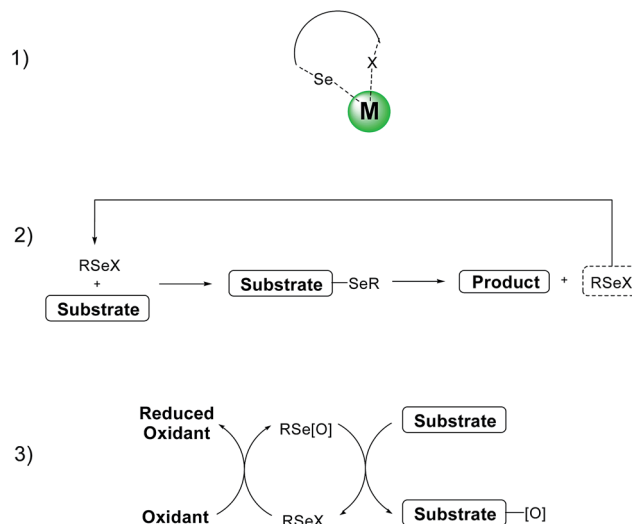 1)
Se
X
M
2)
RSeX
+
Substrate
Substrate SeR
Product + RSeX
3)
Reduced
Oxidant
RSe[O]
Substrate
Oxidant
RSeX
Substrate [O]